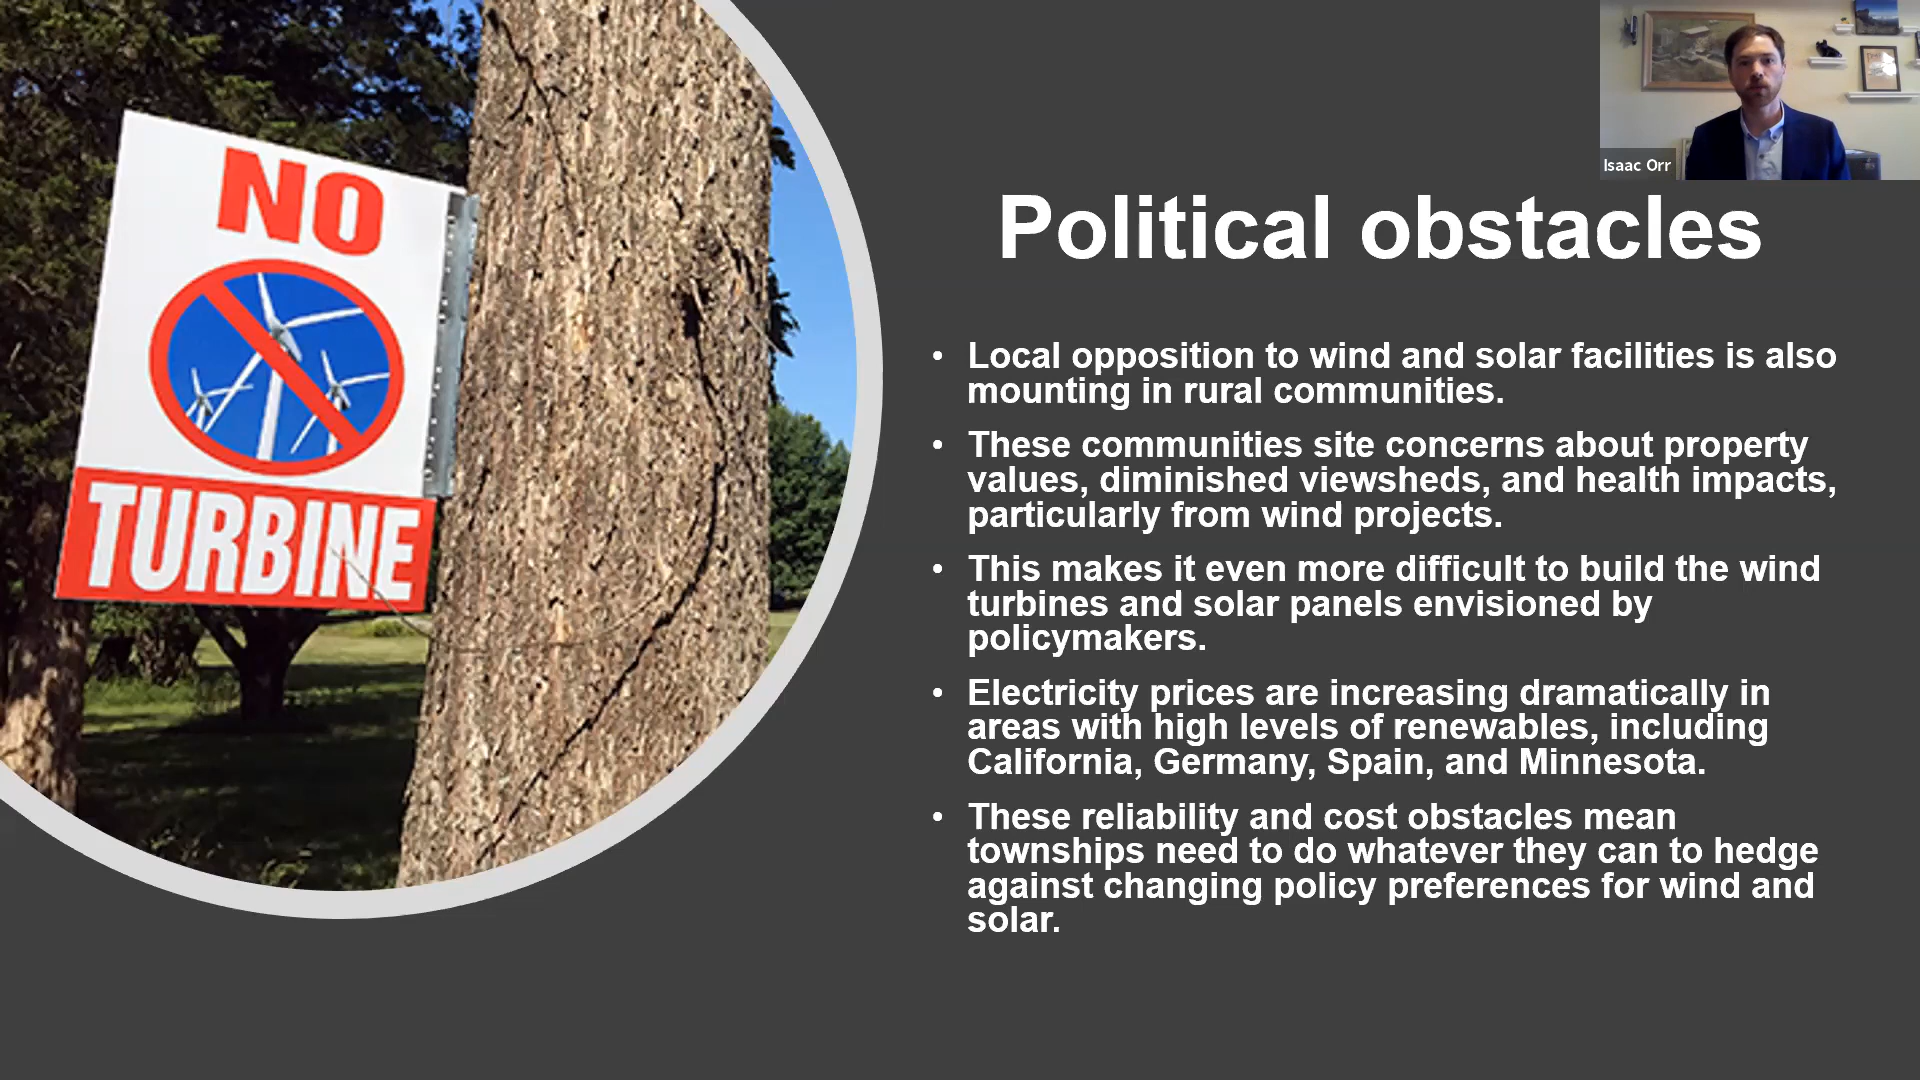 NO
TURBINE
Isaac Orr
Political obstacles
• Local opposition to wind and solar facilities is also
mounting in rural communities.
• These communities site concerns about property
values, diminished viewsheds, and health impacts,
particularly from wind projects.
• This makes it even more difficult to build the wind
turbines and solar panels envisioned by
policymakers.
• Electricity prices are increasing dramatically in
areas with high levels of renewables, including
California, Germany, Spain, and Minnesota.
• These reliability and cost obstacles mean
townships need to do whatever they can to hedge
against changing policy preferences for wind and
solar.